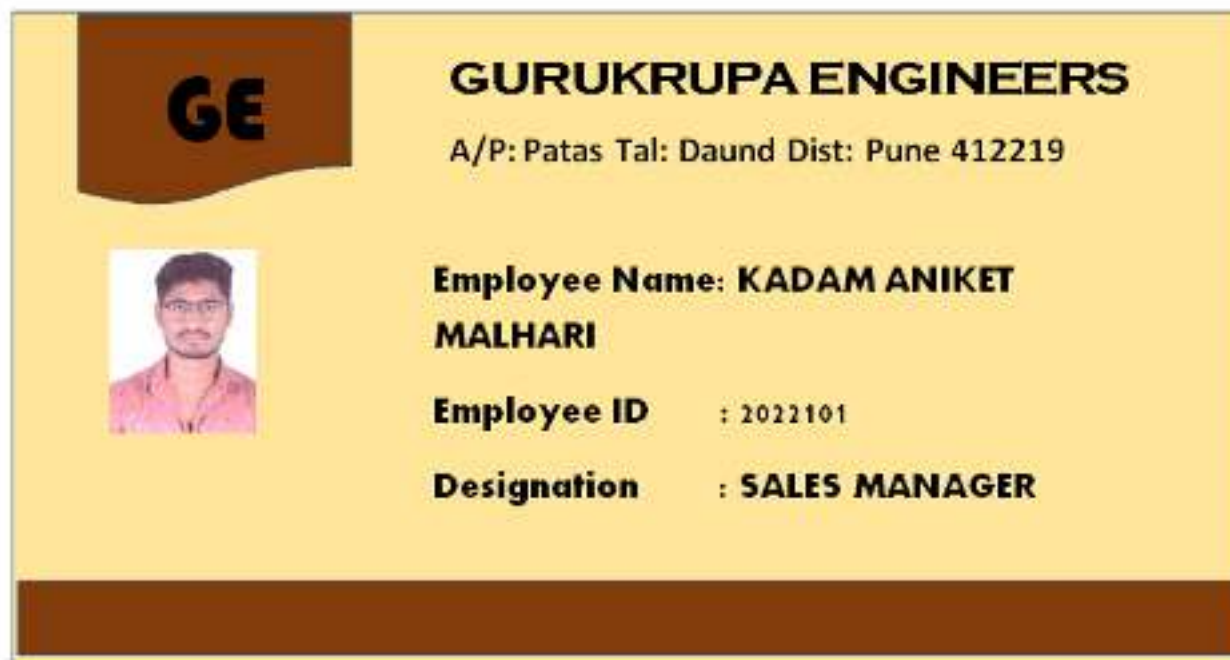 GE
GURUKRUPA ENGINEERS
A/P: Patas Tal: Daund Dist: Pune 412219
Employee Name: KADAM ANIKET
MALHARI
Employee ID : 2022101
Designation : SALES MANAGER